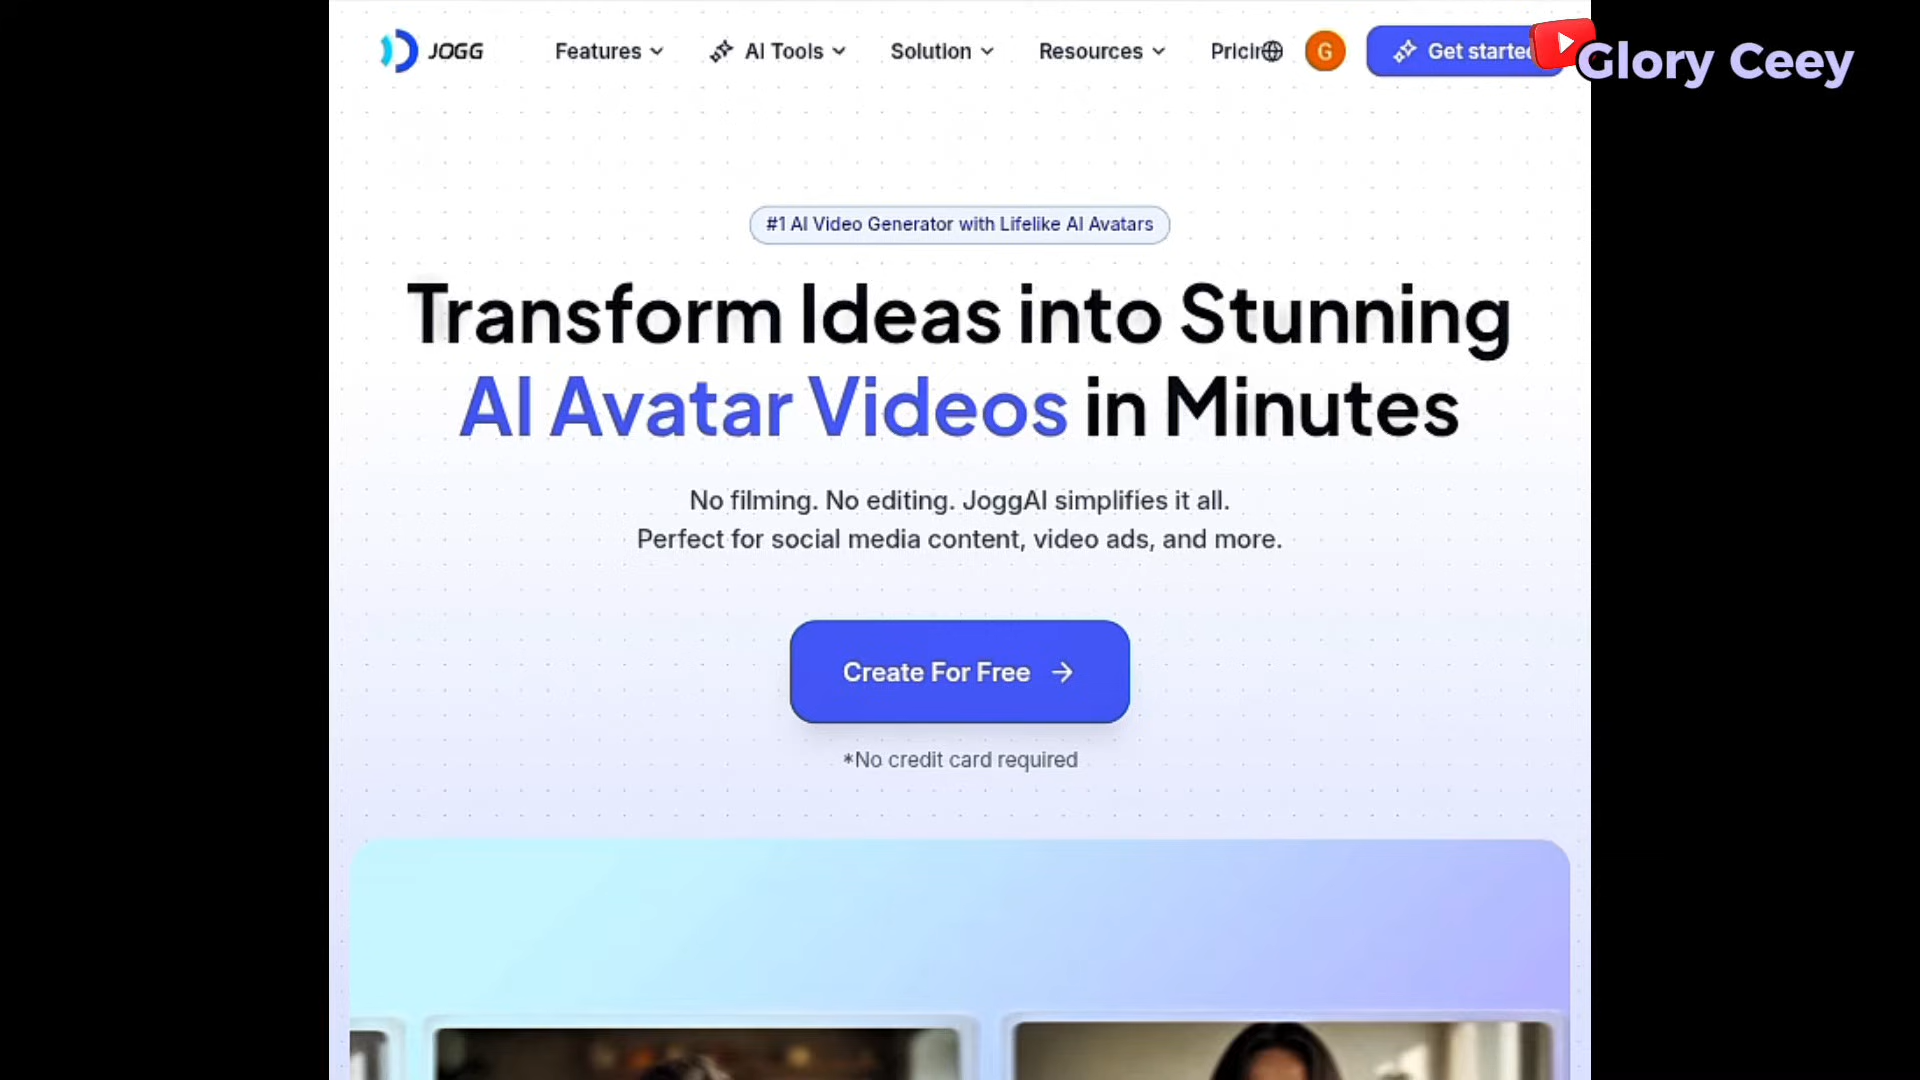 JOGG Features AI Tools Solution Resources Pricin G Get started
Glory Ceey
#1 AI Video Generator with Lifelike AI Avatars
Transform Ideas into Stunning
AI Avatar Videos in Minutes
No filming. No editing. JoggAI simplifies it all.
Perfect for social media content, video ads, and more.
Create For Free
*No credit card required